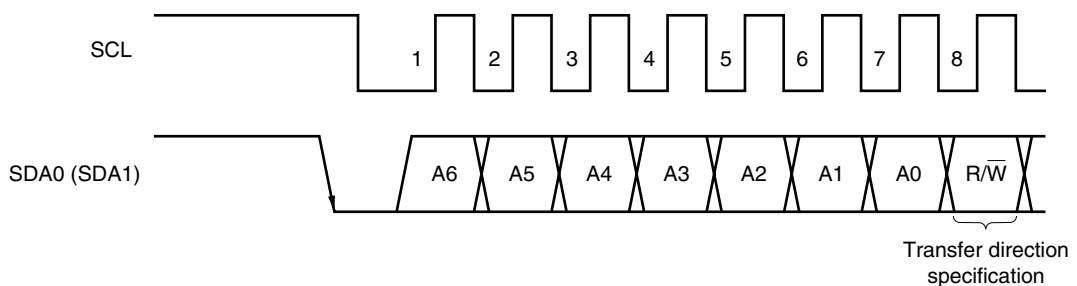 SCL
1 2 3 4 5 6 7 8
SDA0 (SDA1)
A6 A5 A4 A3 A2 A1 A0 R/W̅
Transfer direction
specification